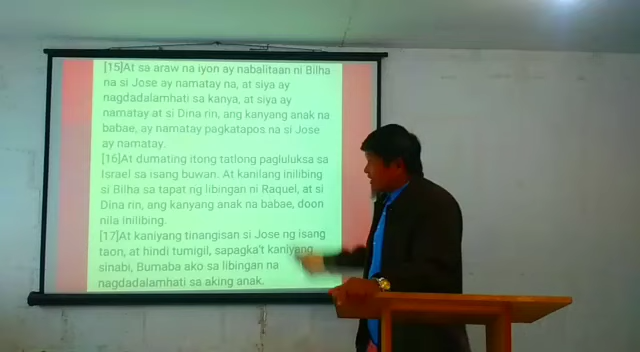 [15]At sa araw na iyon ay nabalitaan ni Bilha
na si Jose ay namatay na, at siya ay
nagdadalamhati sa kanya, at siya ay
namatay at si Dina rin, ang kanyang anak na
babae, ay namatay pagkatapos na si Jose
ay namatay.
[16]At dumating itong tatlong pagluluksa sa
Israel sa isang buwan. At kanilang inilibing
si Bilha sa tapat ng libingan ni Raquel, at si
Dina rin, ang kanyang anak na babae, doon
nila inilibing.
[17]At kaniyang tinangisan si Jose ng isang
taon, at hindi tumigil, sapagka't kaniyang
sinabi, Bumaba ako sa libingan na
nagdadalamhati sa aking anak.